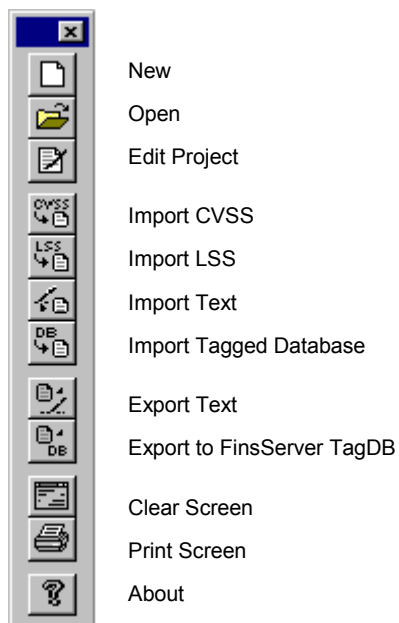 New
Open
Edit Project
CVSS
Import CVSS
LSS
Import LSS
Import Text
DB
Import Tagged Database
Export Text
DB
Export to FinsServer TagDB
Clear Screen
Print Screen
?
About